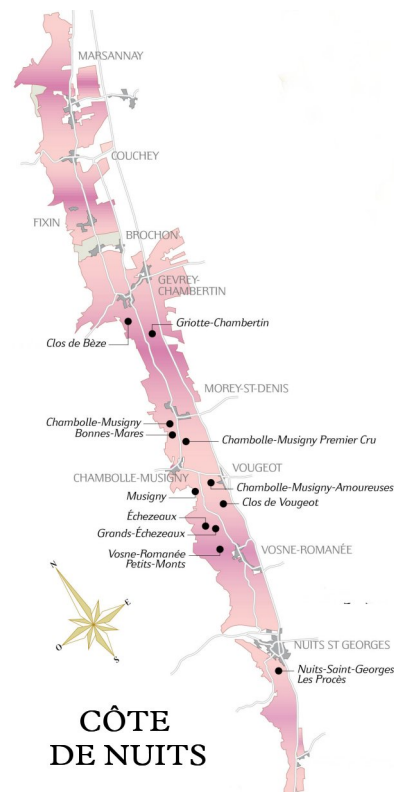 MARSANNAY
COUCHEY
FIXIN
BROCHON
GEVREY-
CHAMBERTIN
Griotte-Chambertin
Clos de Bèze
MOREY-ST-DENIS
Chambolle-Musigny
Bonnes-Mares
Chambolle-Musigny Premier Cru
CHAMBOLLE-MUSIGNY
VOUGEOT
Chambolle-Musigny-Amoureuses
Musigny
Clos de Vougeot
Échezeaux
Grands-Échezeaux
Vosne-Romanée
Petits-Monts
VOSNE-ROMANÉE
N
E
O
S
NUITS ST GEORGES
Nuits-Saint-Georges
Les Procès
CÔTE
DE NUITS